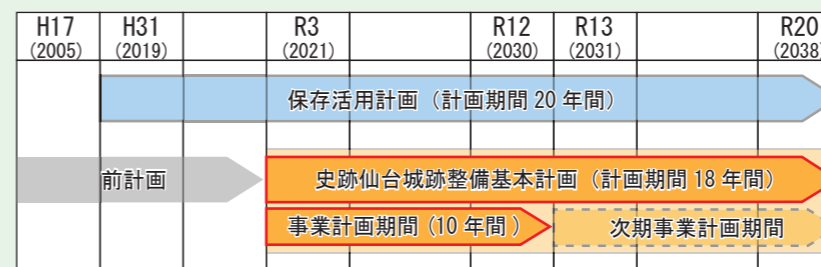 H17 H31 R3 R12 R13 R20
(2005) (2019) (2021) (2030) (2031) (2038)
保存活用計画（計画期間 20 年間）
前計画 史跡仙台城跡整備基本計画（計画期間 18 年間）
事業計画期間 (10 年間 ) 次期事業計画期間